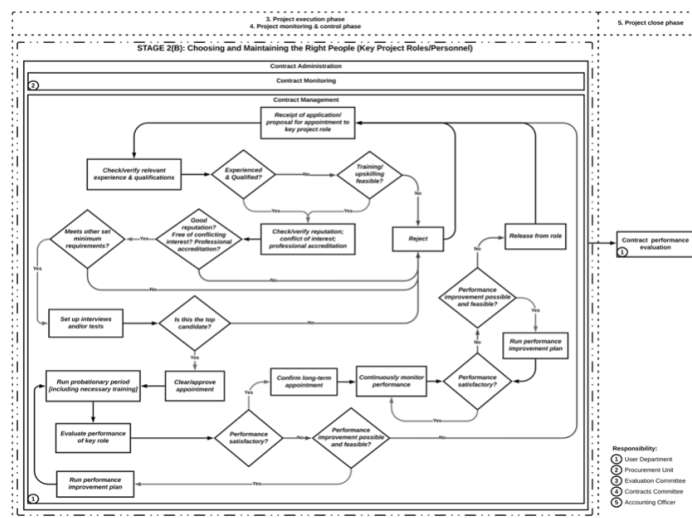 3. Project execution phase
4. Project monitoring & control phase
5. Project close phase
STAGE 2(B): Choosing and Maintaining the Right People (Key Project Roles/Personnel)
Contract Administration
Contract Monitoring
2
Contract Management
Receipt of application/
proposal for appointment to
key project role
Check/verify relevant
experience & qualifications
Experienced
& Qualified?
No
Training/
upskilling
feasible?
No
Yes
Yes
Meets other set
minimum
requirements?
Yes
Good
reputation?
Free of conflicting
interest? Professional
accreditation?
Check/verify reputation;
conflict of interest;
professional accreditation
Reject
Release from role
Contract performance
evaluation
1
Yes
No
No
No
Performance
improvement possible
and feasible?
Yes
Set up interviews
and/or tests
Is this the top
candidate?
No
Run performance
improvement plan
Yes
No
Run probationary period
[including necessary training]
Clear/approve
appointment
Confirm long-term
appointment
Continuously monitor
performance
Performance
satisfactory?
Yes
Yes
Evaluate performance
of key role
Performance
satisfactory?
No
Performance
improvement possible
and feasible?
No
Run performance
improvement plan
Yes
1
Responsibility:
1 User Department
2 Procurement Unit
3 Evaluation Committee
4 Contracts Committee
5 Accounting Officer